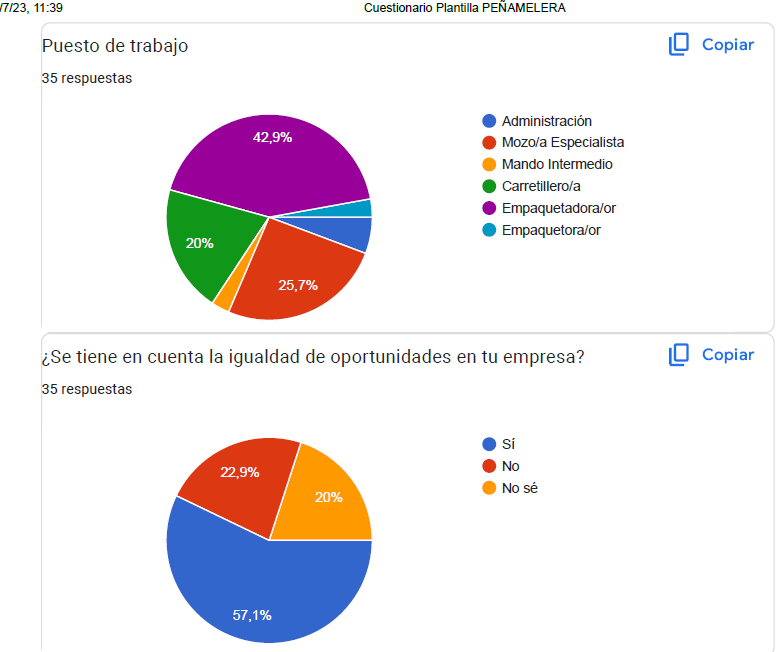 /7/23, 11:39
Cuestionario Plantilla PEÑAMELERA
Puesto de trabajo
Copiar
35 respuestas
42,9%
20%
25,7%
Administración
Mozo/a Especialista
Mando Intermedio
Carretillero/a
Empaquetadora/or
Empaquetora/or
¿Se tiene en cuenta la igualdad de oportunidades en tu empresa?
Copiar
35 respuestas
22,9%
20%
57,1%
Sí
No
No sé